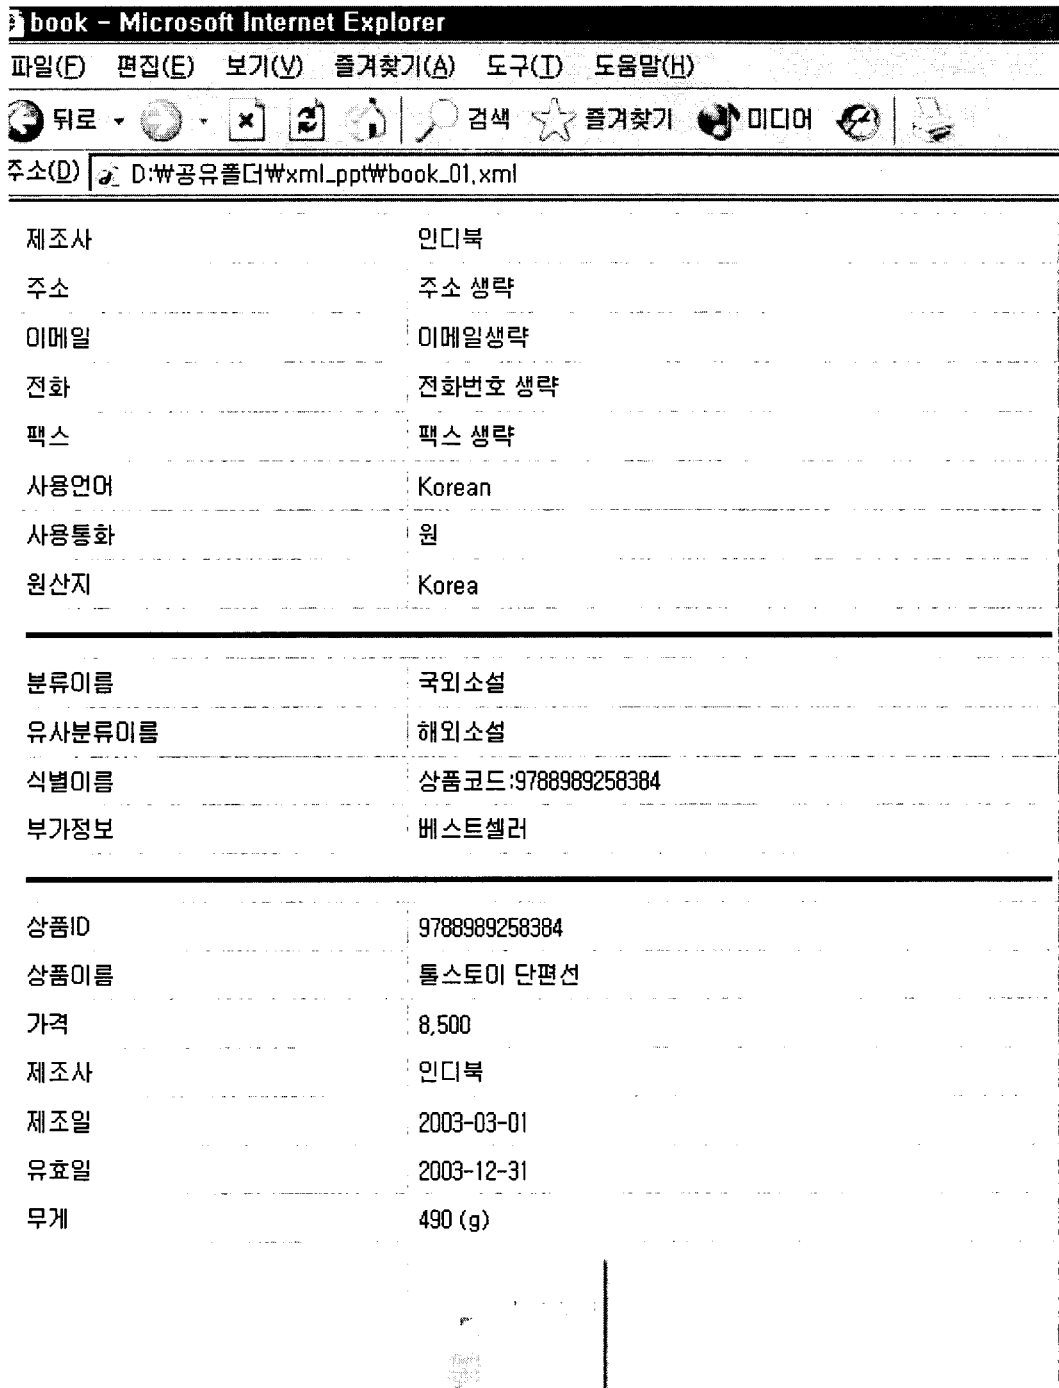 book - Microsoft Internet Explorer
파일(F) 편집(E) 보기(V) 즐겨찾기(A) 도구(T) 도움말(H)
뒤로 검색 즐겨찾기 미디어
주소(D) D:₩공유폴더₩xml_ppt₩book_01.xml
제조사 인디북
주소 주소 생략
이메일 이메일생략
전화 전화번호 생략
팩스 팩스 생략
사용언어 Korean
사용통화 원
원산지 Korea
분류이름 국외소설
유사분류이름 해외소설
식별이름 상품코드:9788989258384
부가정보 베스트셀러
상품ID 9788989258384
상품이름 톨스토이 단편선
가격 8,500
제조사 인디북
제조일 2003-03-01
유효일 2003-12-31
무게 490 (g)